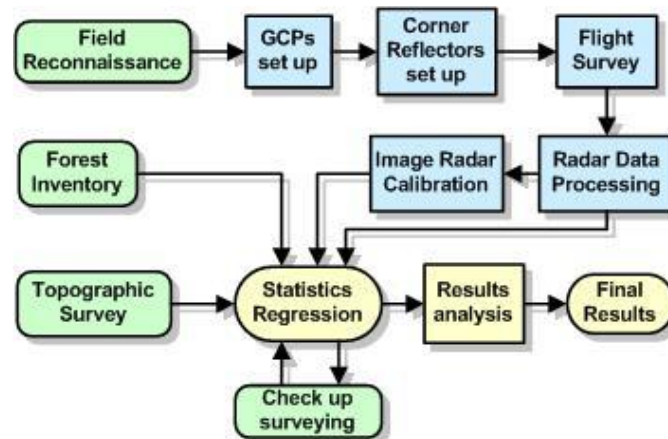 Field
Reconnaissance
GCPs
set up
Corner
Reflectors
set up
Flight
Survey
Forest
Inventory
Image Radar
Calibration
Radar Data
Processing
Topographic
Survey
Statistics
Regression
Results
analysis
Final
Results
Check up
surveying